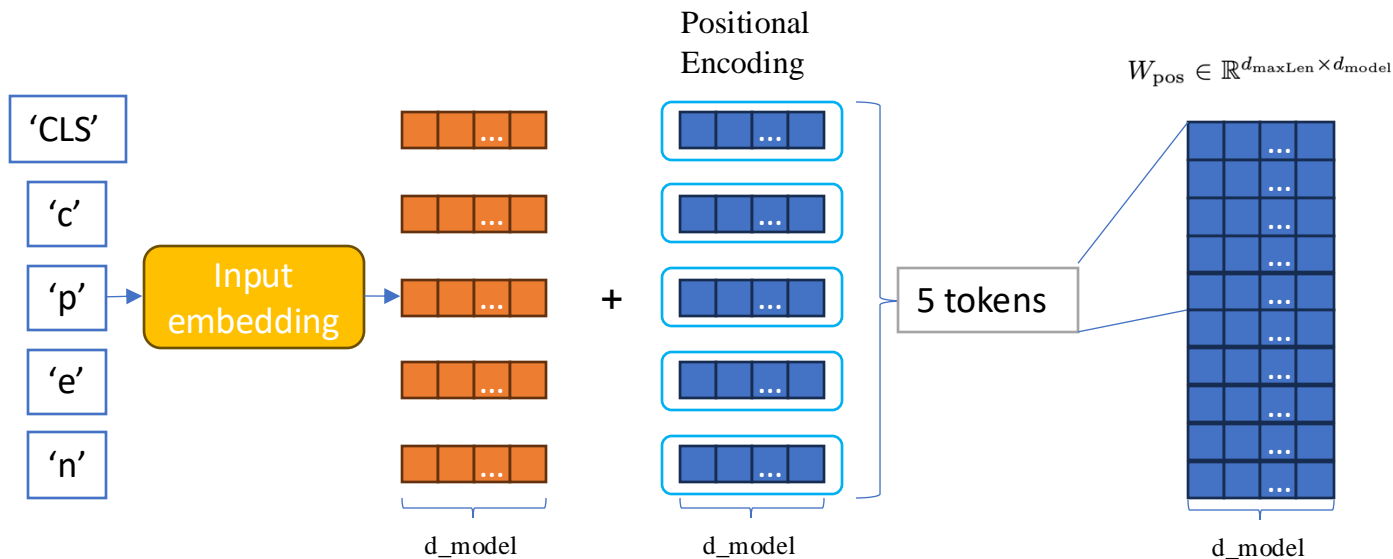 Positional
Encoding
W_pos ∈ ℝ^{d_maxLen × d_model}
‘CLS’
...
...
...
‘c’
...
...
...
‘p’
Input
embedding
...
+
...
5 tokens
...
...
...
‘e’
...
...
...
‘n’
...
...
...
...
d_model
d_model
d_model